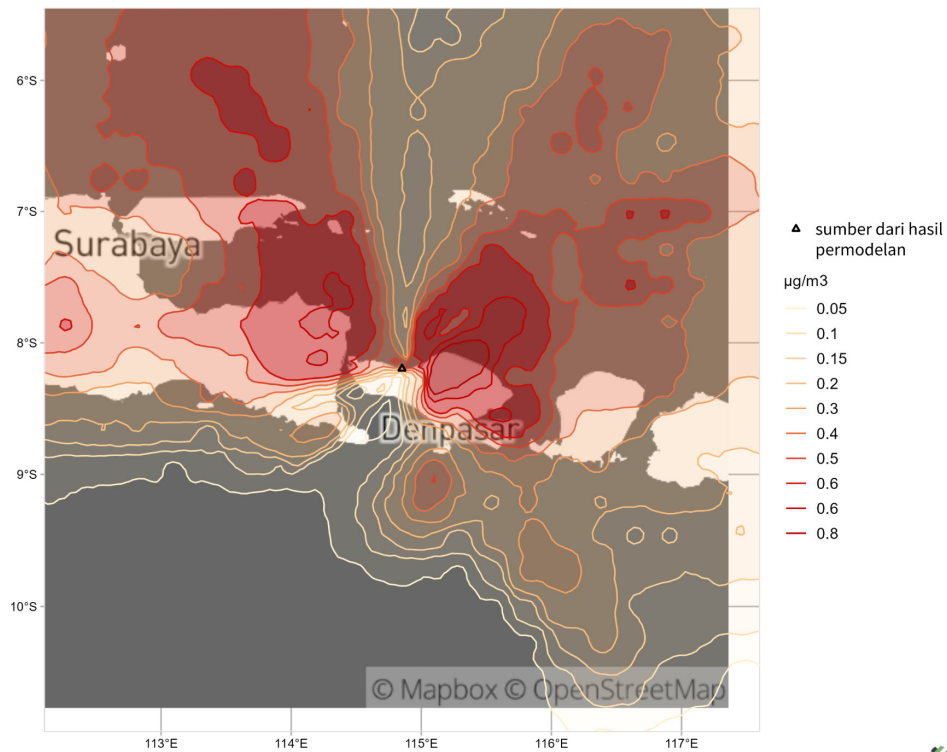 6°S
7°S
8°S
9°S
10°S
113°E
114°E
115°E
116°E
117°E
Surabaya
Denpasar
© Mapbox © OpenStreetMap
sumber dari hasil
permodelan
μg/m3
0.05
0.1
0.15
0.2
0.3
0.4
0.5
0.6
0.6
0.8